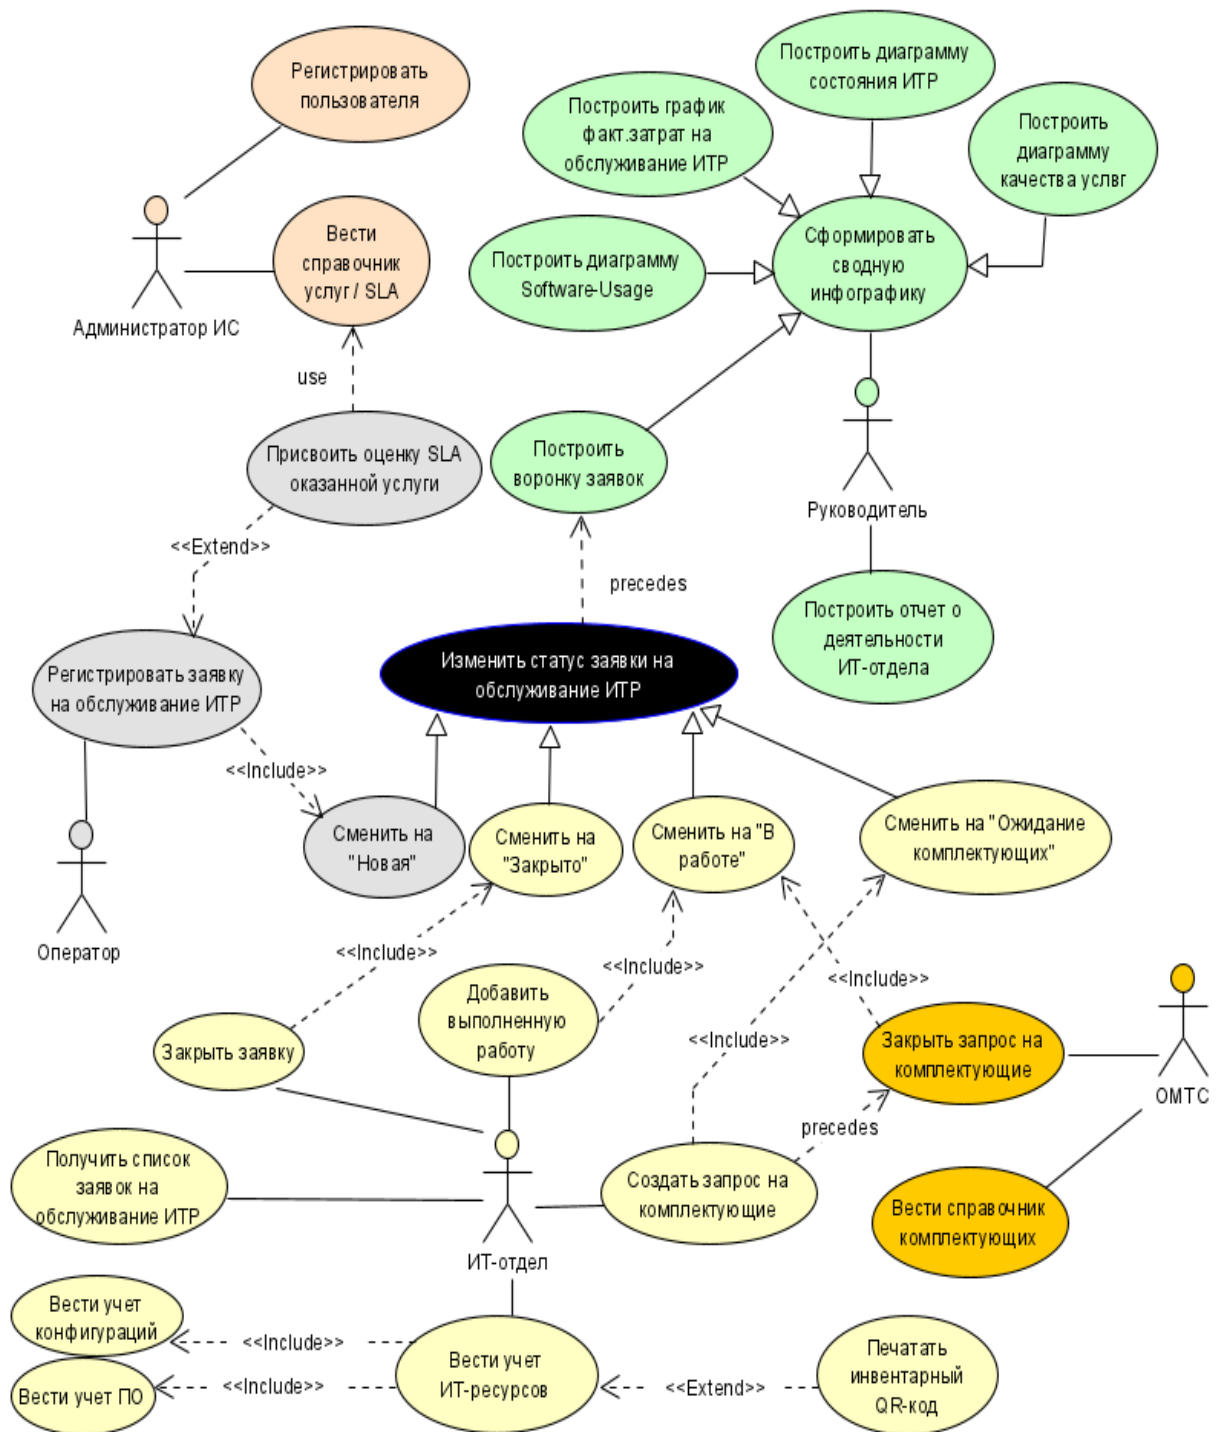 Регистрировать
пользователя
Построить диаграмму
состояния ИТР
Построить график
факт.затрат на
обслуживание ИТР
Построить
диаграмму
качества услвг
Вести
справочник
услуг / SLA
Администратор ИС
Сформировать
сводную
инфографику
Построить диаграмму
Software-Usage
use
Присвоить оценку SLA
оказанной услуги
Построить
воронку заявок
Руководитель
<<Extend>>
precedes
Построить отчет о
деятельности
ИТ-отдела
Регистрировать заявку
на обслуживание ИТР
Изменить статус заявки на
обслуживание ИТР
<<Include>>
Сменить на
"Новая"
Сменить на
"Закрыто"
Сменить на "В
работе"
Сменить на "Ожидание
комплектующих"
Оператор
<<Include>>
<<Include>>
<<Include>>
Добавить
выполненную
работу
Закрыть заявку
<<Include>>
Закрыть запрос на
комплектующие
ОМТС
precedes
Получить список
заявок на
обслуживание ИТР
Создать запрос на
комплектующие
Вести справочник
комплектующих
ИТ-отдел
Вести учет
конфигураций
<<Include>>
Вести учет
ИТ-ресурсов
Печатать
инвентарный
QR-код
Вести учет ПО
<<Include>>
<<Extend>>